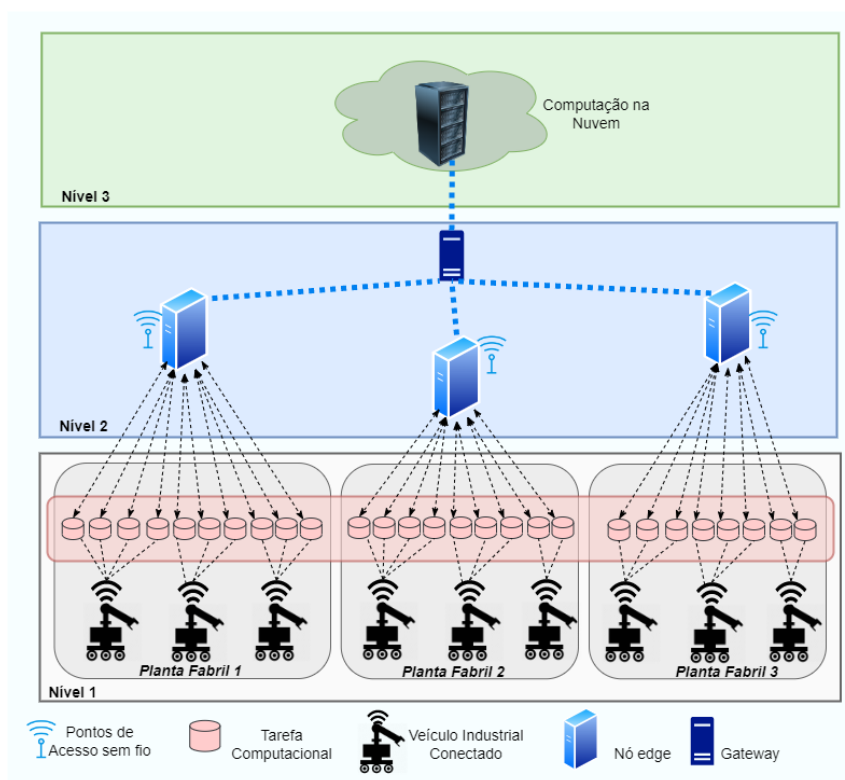 Computação na
Nuvem
Nível 3
Nível 2
Planta Fabril 1
Planta Fabril 2
Planta Fabril 3
Nível 1
Pontos de
Acesso sem fio
Tarefa
Computacional
Veículo Industrial
Conectado
Nó edge
Gateway